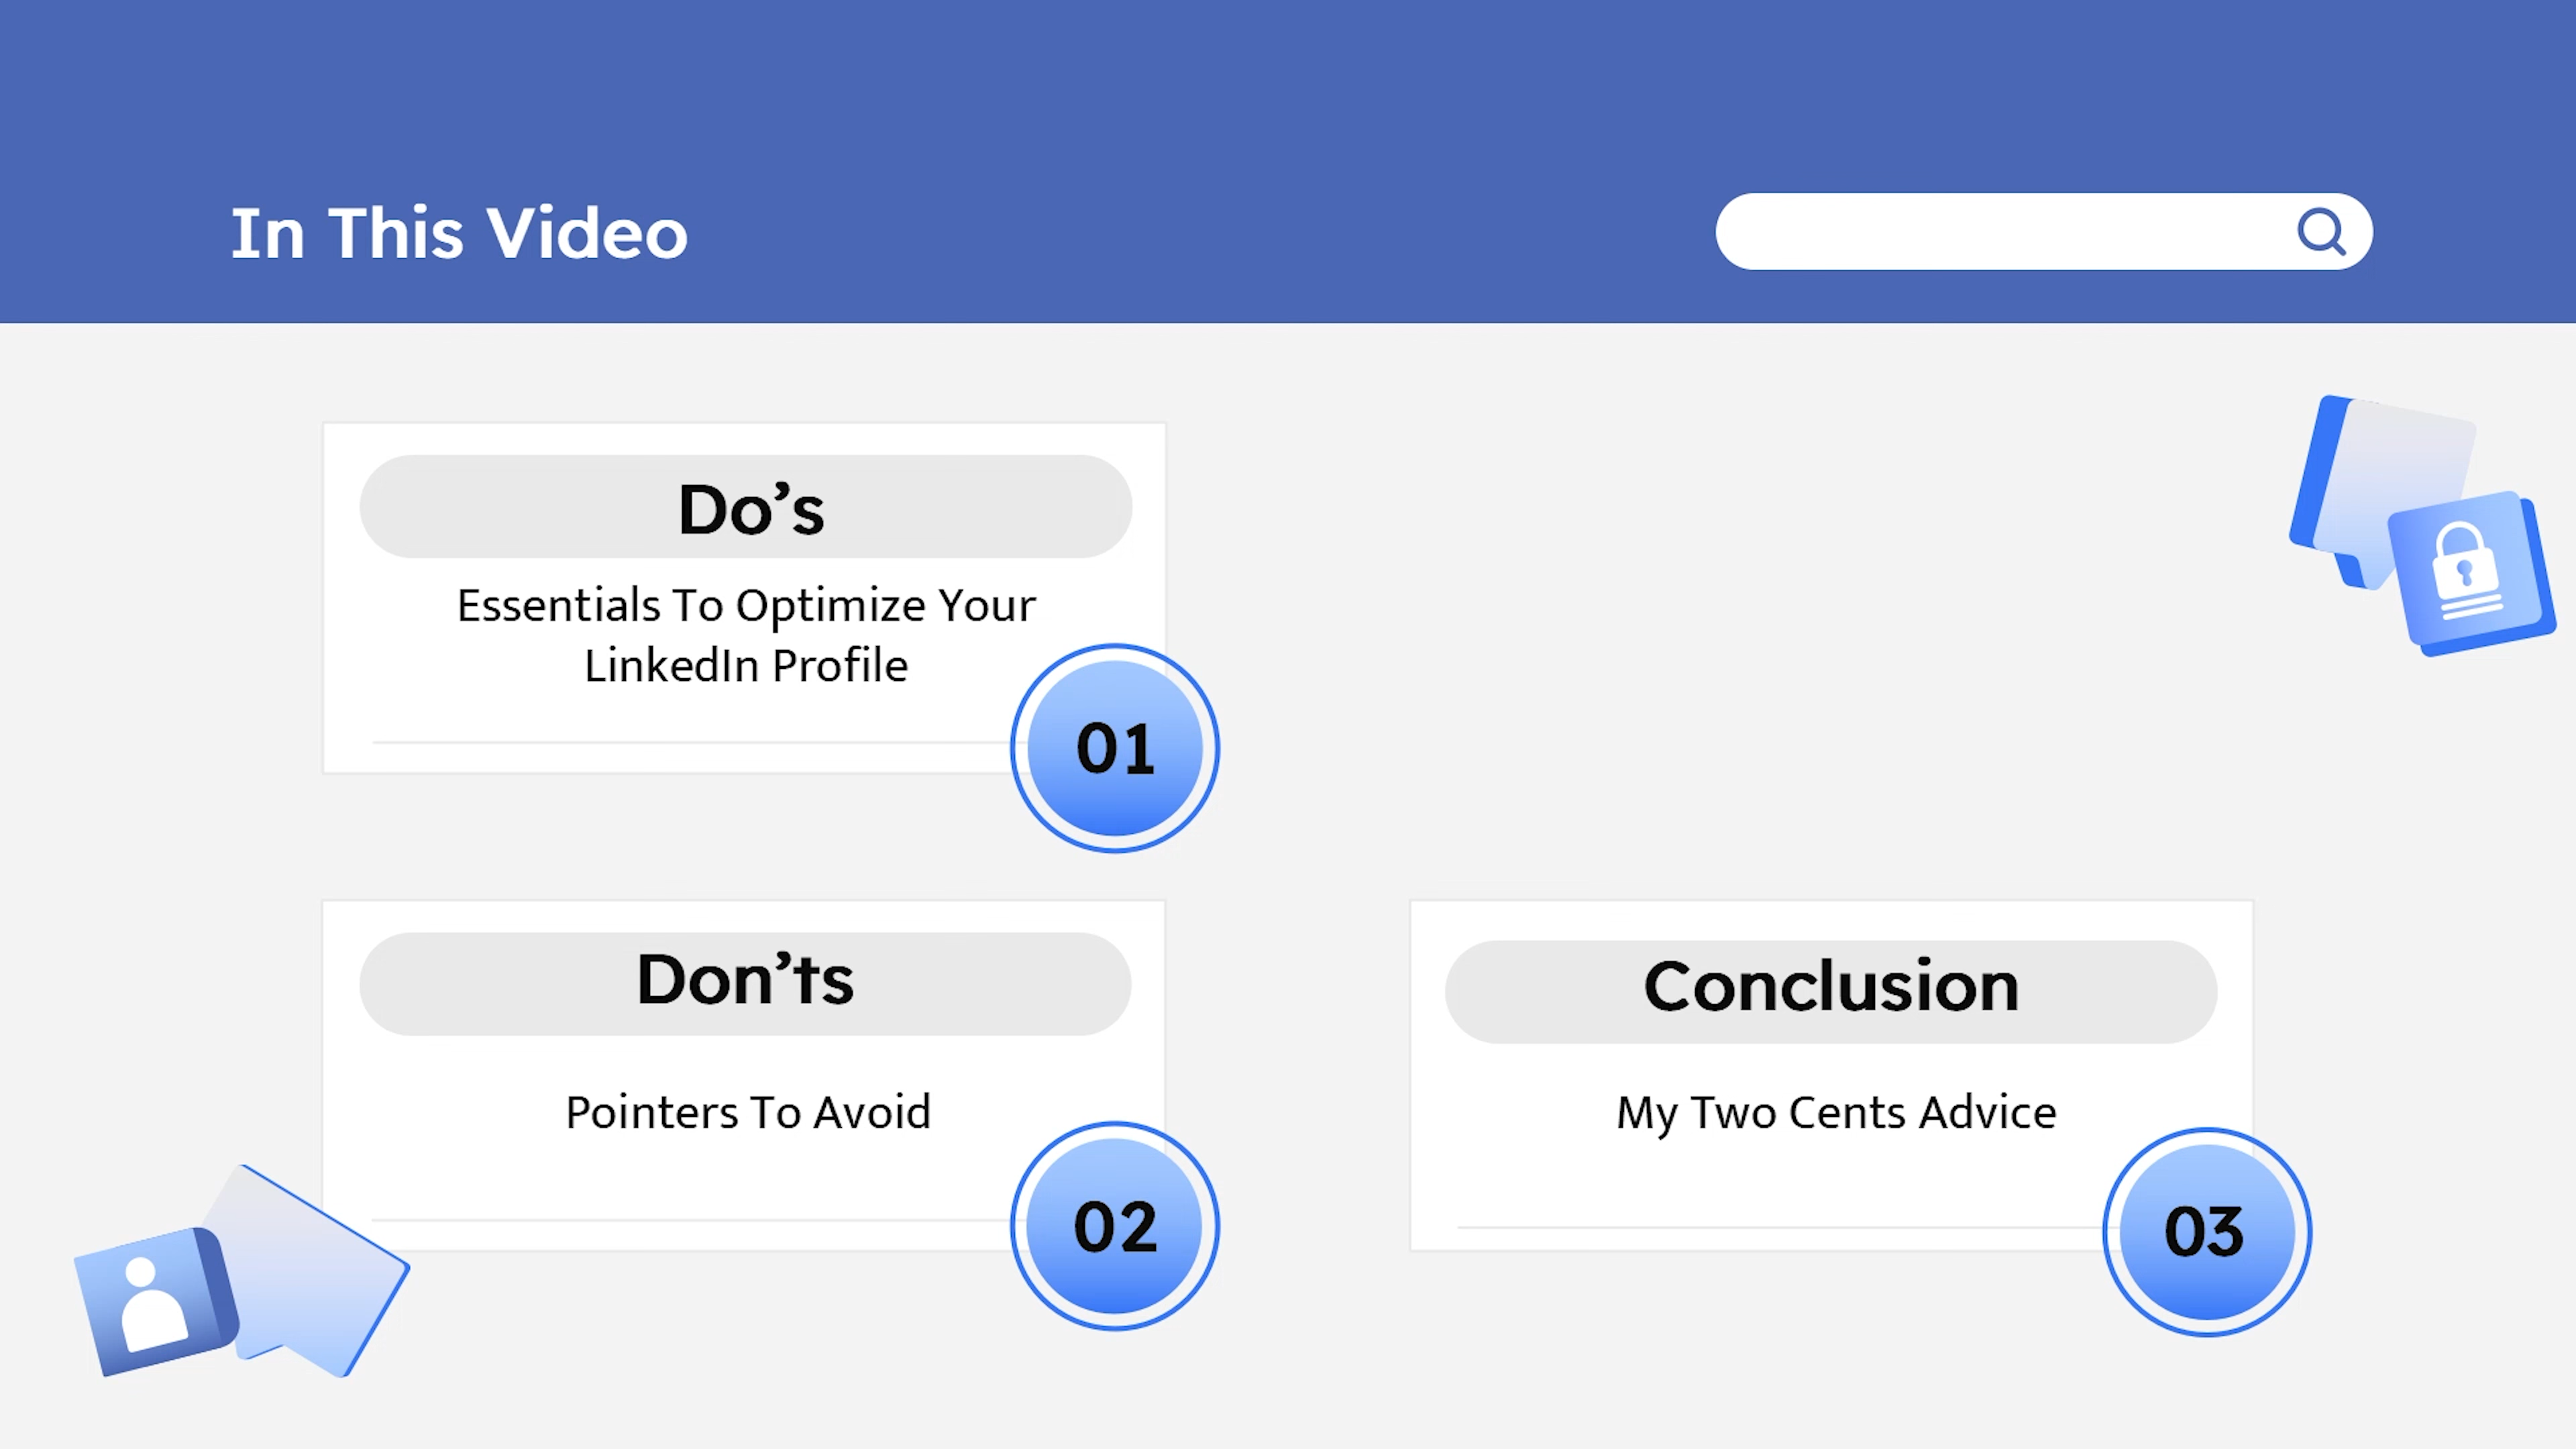 In This Video
Do’s
Essentials To Optimize Your
LinkedIn Profile
01
Don’ts
Pointers To Avoid
02
Conclusion
My Two Cents Advice
03